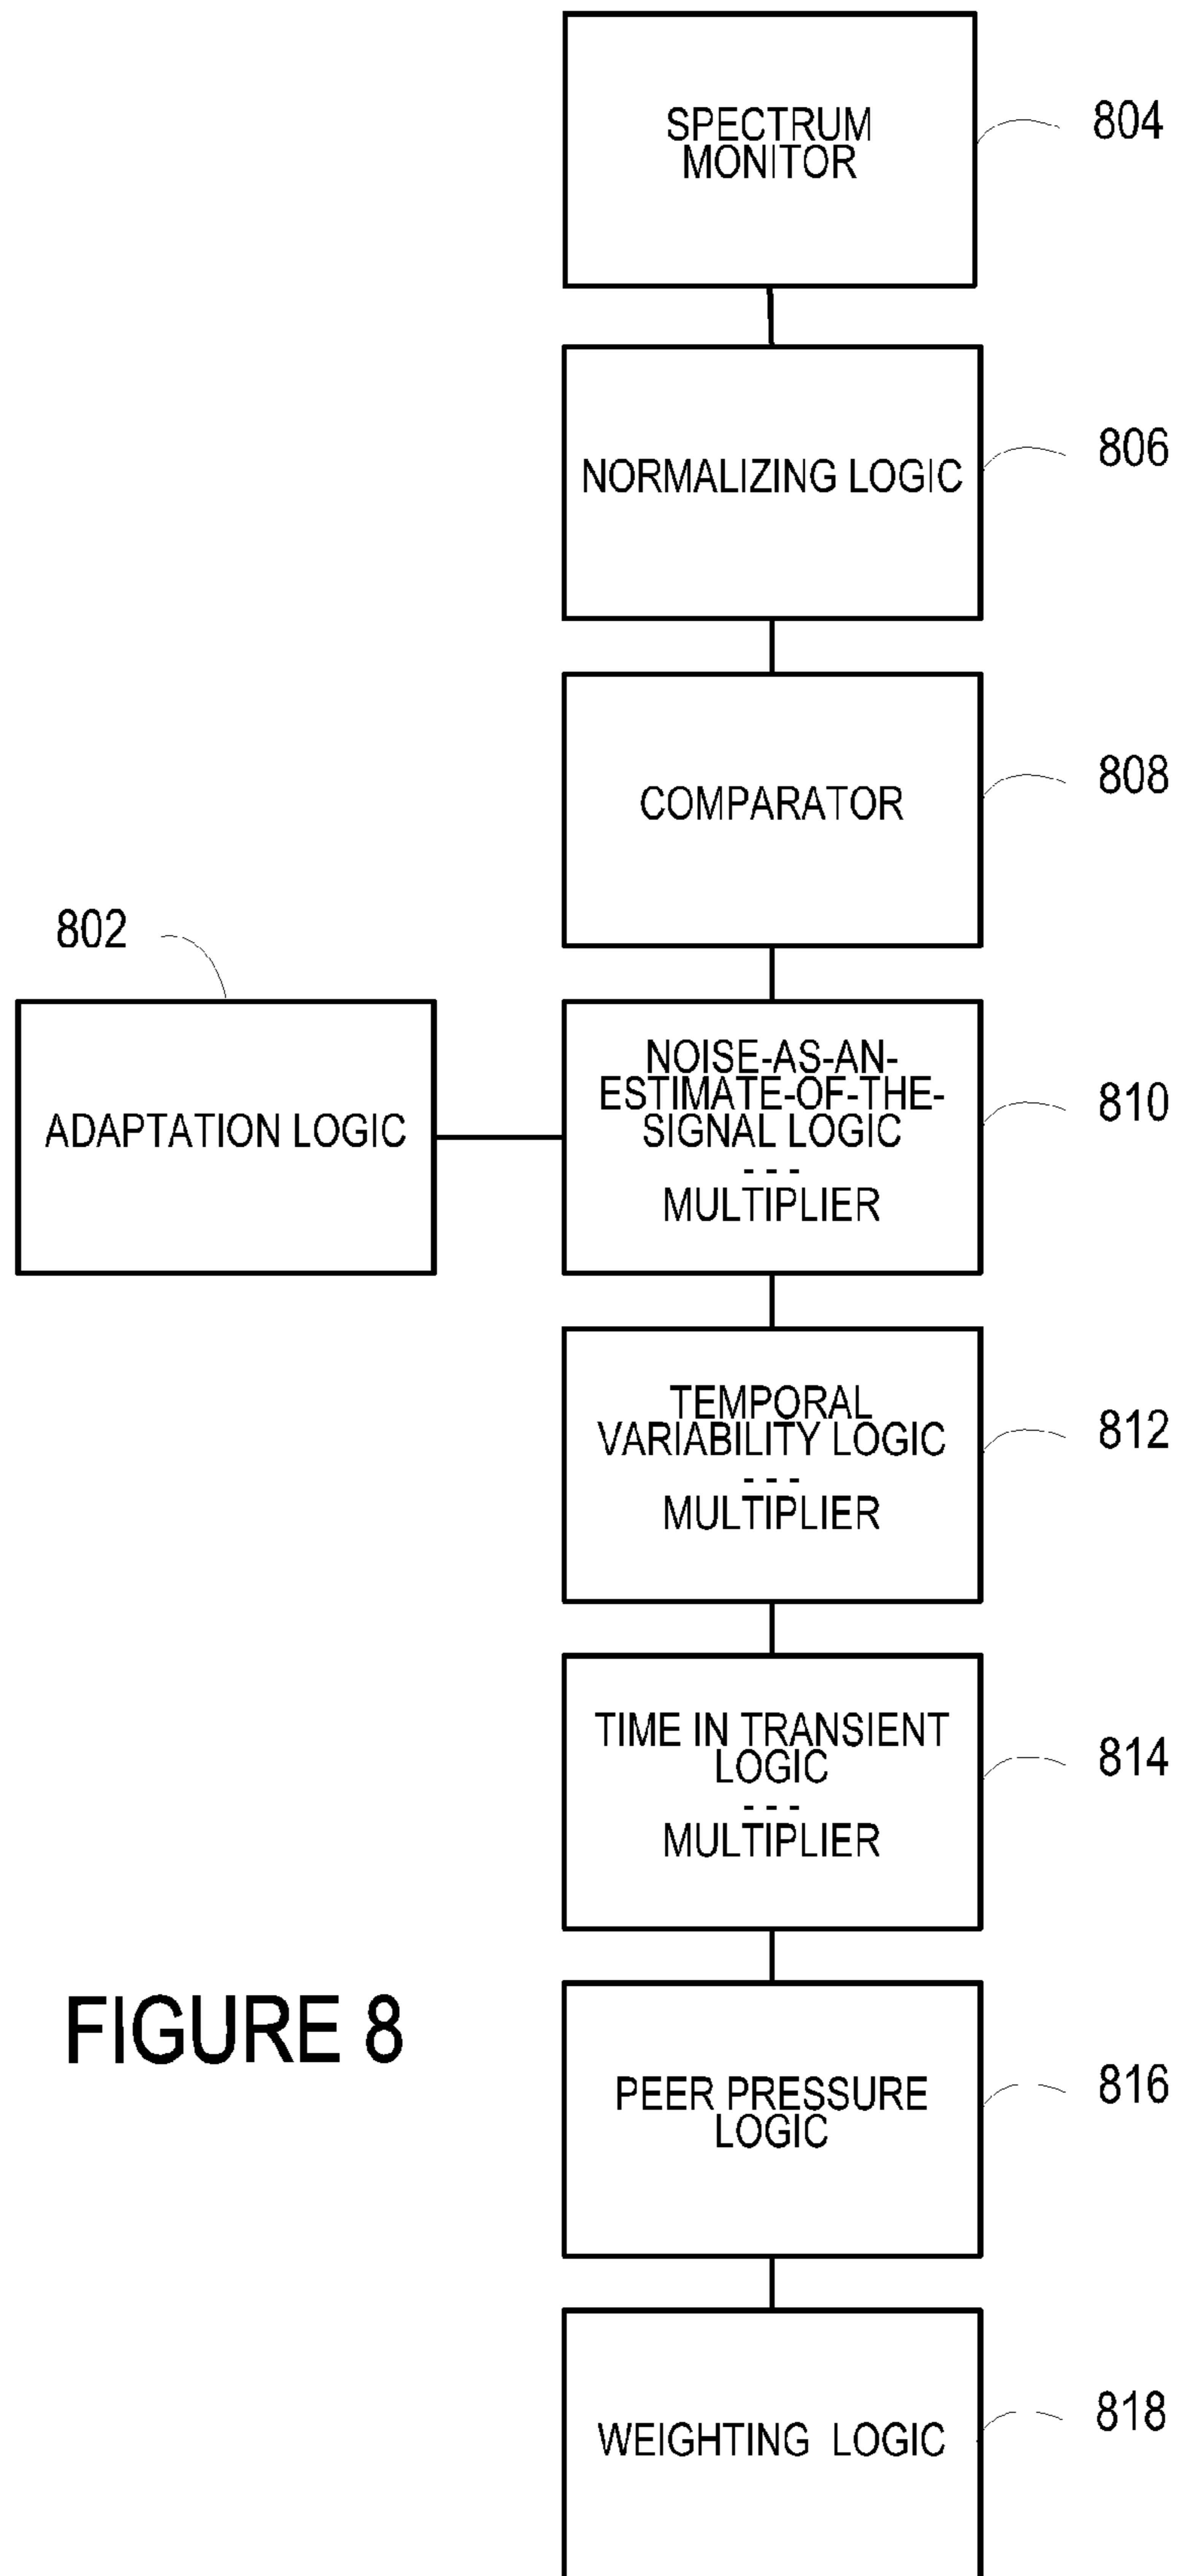 SPECTRUM
MONITOR
804
NORMALIZING LOGIC
806
COMPARATOR
808
802
ADAPTATION LOGIC
NOISE-AS-AN-
ESTIMATE-OF-THE-
SIGNAL LOGIC
- - -
MULTIPLIER
810
TEMPORAL
VARIABILITY LOGIC
- - -
MULTIPLIER
812
TIME IN TRANSIENT
LOGIC
- - -
MULTIPLIER
814
FIGURE 8
PEER PRESSURE
LOGIC
816
WEIGHTING LOGIC
818